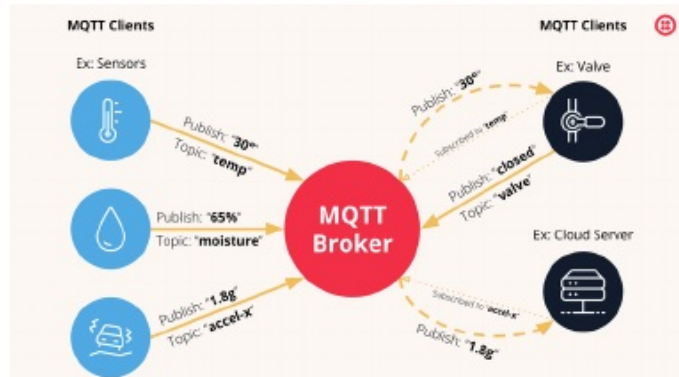 MQTT Clients
MQTT Clients
Ex: Sensors
Ex: Valve
Publish: "30°"
Topic: "temp"
Publish: "30°"
Subscribed to "temp"
Publish: "closed"
Topic: "valve"
Publish: "65%"
Topic: "moisture"
MQTT
Broker
Ex: Cloud Server
Publish: "1.8g"
Topic: "accel-x"
Subscribed to "accel-x"
Publish: "1.8g"